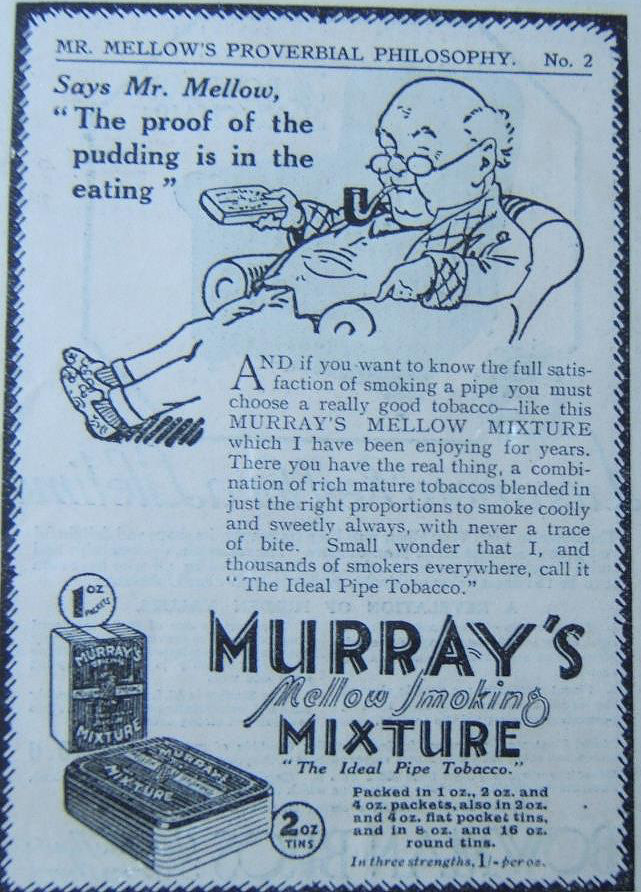 MR. MELLOW'S PROVERBIAL PHILOSOPHY. No. 2
Says Mr. Mellow,
“The proof of the
pudding is in the
eating”
AND if you want to know the full satis-
faction of smoking a pipe you must
choose a really good tobacco—like this
MURRAY'S MELLOW MIXTURE
which I have been enjoying for years.
There you have the real thing, a combi-
nation of rich mature tobaccos blended in
just the right proportions to smoke coolly
and sweetly always, with never a trace
of bite. Small wonder that I, and
thousands of smokers everywhere, call it
“The Ideal Pipe Tobacco.”
1 OZ
PACKETS
MURRAY'S
MIXTURE
MURRAY'S
MIXTURE
2 OZ
TINS
MURRAY'S
Mellow Smoking
MIXTURE
“The Ideal Pipe Tobacco.”
Packed in 1 oz., 2 oz. and
4 oz. packets, also in 2 oz.
and 4 oz. flat pocket tins,
and in 8 oz. and 16 oz.
round tins.
In three strengths, 1/- per oz.